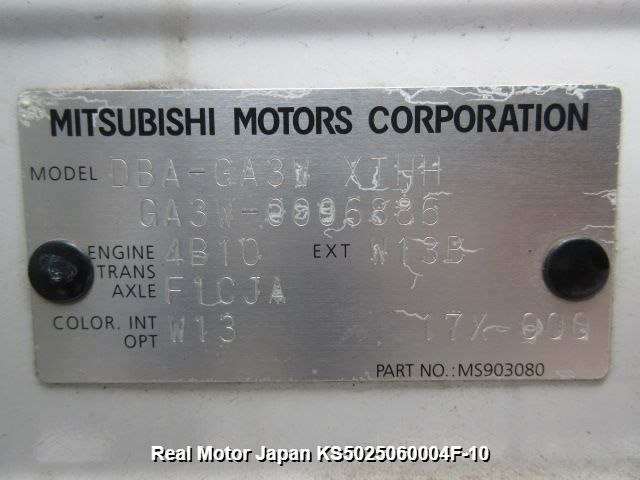 MITSUBISHI MOTORS CORPORATION
MODEL DBA-GA3W XTHH
ENGINE 4B10 EXT W13B
TRANS
AXLE F1CJA
COLOR. INT W13
OPT
PART NO.: MS903080
Real Motor Japan KS5025060004F-10